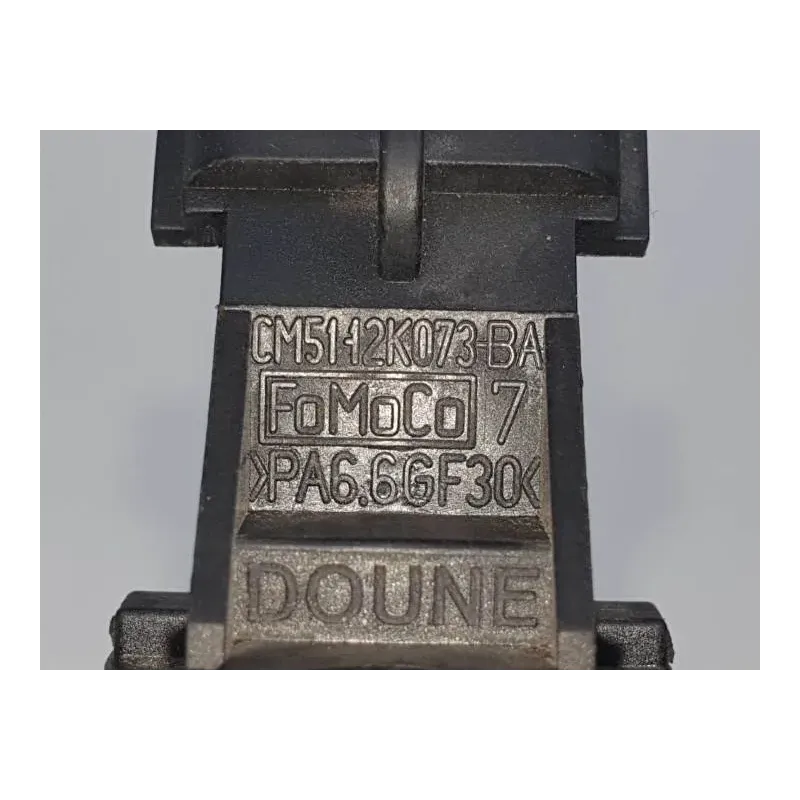 CM51-12K073-BA
FoMoCo 7
>PA6.6GF30<
DOUNE